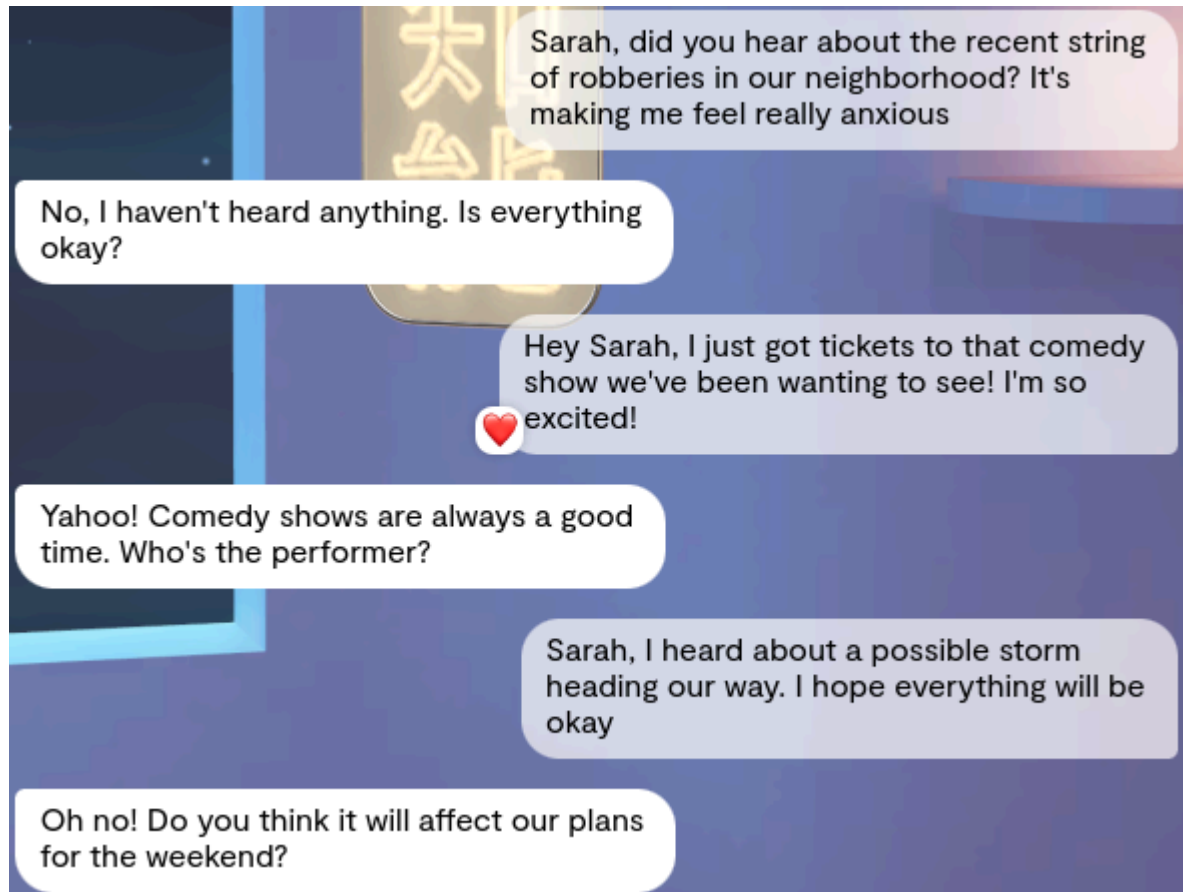 Sarah, did you hear about the recent string
of robberies in our neighborhood? It's
making me feel really anxious
No, I haven't heard anything. Is everything
okay?
Hey Sarah, I just got tickets to that comedy
show we've been wanting to see! I'm so
excited!
Yahoo! Comedy shows are always a good
time. Who's the performer?
Sarah, I heard about a possible storm
heading our way. I hope everything will be
okay
Oh no! Do you think it will affect our plans
for the weekend?